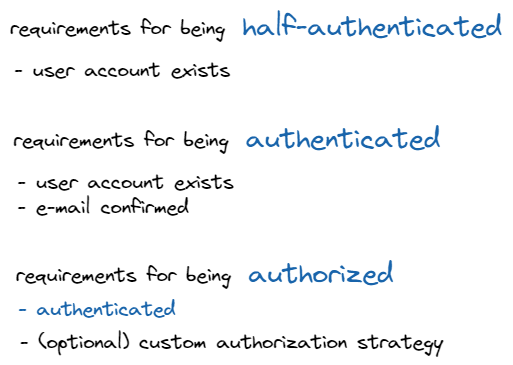 requirements for being half-authenticated
- user account exists
requirements for being authenticated
- user account exists
- e-mail confirmed
requirements for being authorized
- authenticated
- (optional) custom authorization strategy